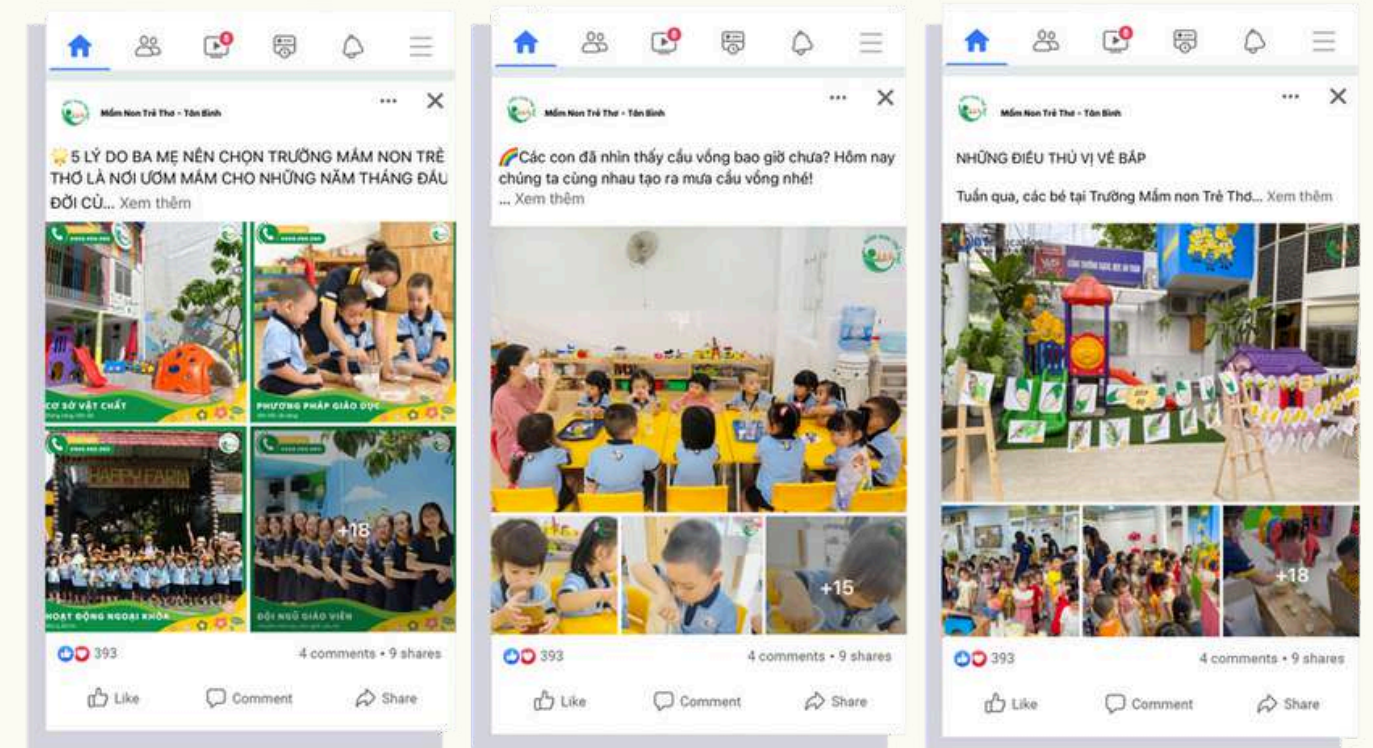 8
Mầm Non Trẻ Thơ - Tân Bình
🌟5 LÝ DO BA MẸ NÊN CHỌN TRƯỜNG MẦM NON TRẺ
THƠ LÀ NƠI ƯƠM MẦM CHO NHỮNG NĂM THÁNG ĐẦU
ĐỜI CỦ... Xem thêm
CƠ SỞ VẬT CHẤT
PHƯƠNG PHÁP GIÁO DỤC
HAPPY FARM
+18
HOẠT ĐỘNG NGOẠI KHÓA
ĐỘI NGŨ GIÁO VIÊN
393
4 comments • 9 shares
Like
Comment
Share
8
Mầm Non Trẻ Thơ - Tân Bình
🌈Các con đã nhìn thấy cầu vồng bao giờ chưa? Hôm nay
chúng ta cùng nhau tạo ra mưa cầu vồng nhé!
... Xem thêm
+15
393
4 comments • 9 shares
Like
Comment
Share
8
Mầm Non Trẻ Thơ - Tân Bình
NHỮNG ĐIỀU THÚ VỊ VỀ BẮP
Tuần qua, các bé tại Trường Mầm non Trẻ Thơ... Xem thêm
+18
393
4 comments • 9 shares
Like
Comment
Share